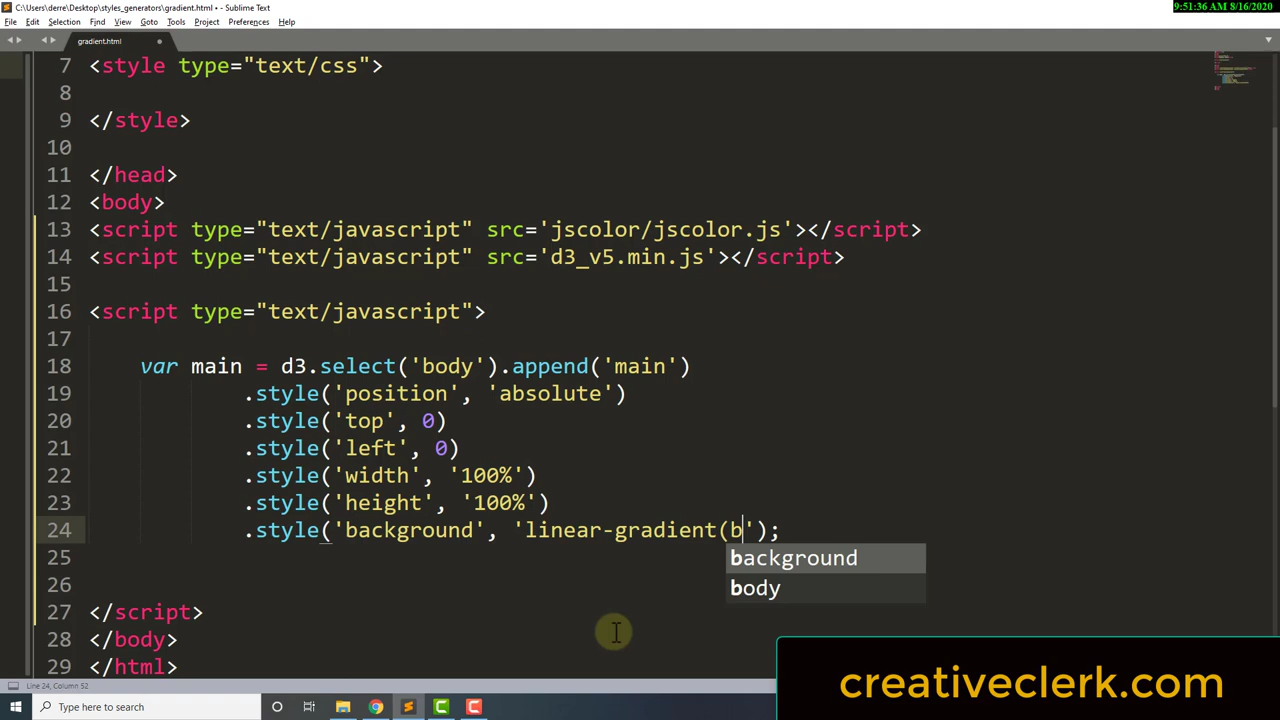 C:\Users\derre\Desktop\styles_generators\gradient.html • - Sublime Text
9:51:36 AM 8/16/2020
File Edit Selection Find View Goto Tools Project Preferences Help
gradient.html
7 <style type="text/css">
8
9 </style>
10
11 </head>
12 <body>
13 <script type="text/javascript" src='jscolor/jscolor.js'></script>
14 <script type="text/javascript" src='d3_v5.min.js'></script>
15
16 <script type="text/javascript">
17
18 var main = d3.select('body').append('main')
19 .style('position', 'absolute')
20 .style('top', 0)
21 .style('left', 0)
22 .style('width', '100%')
23 .style('height', '100%')
24 .style('background', 'linear-gradient(b');
25
background
26
body
27 </script>
28 </body>
29 </html>
creativeclerk.com
Line 24, Column 52
Type here to search